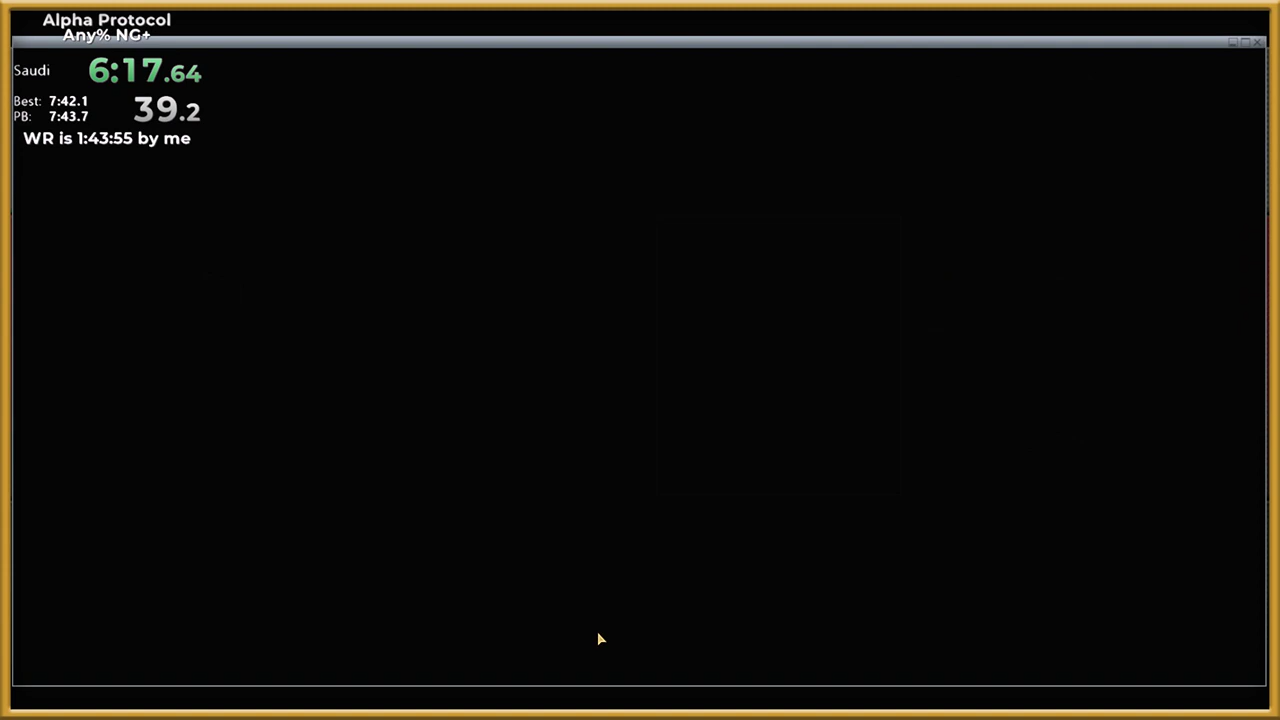 Alpha Protocol
Any% NG+
Saudi 6:17.64
Best: 7:42.1 39.2
PB: 7:43.7
WR is 1:43:55 by me